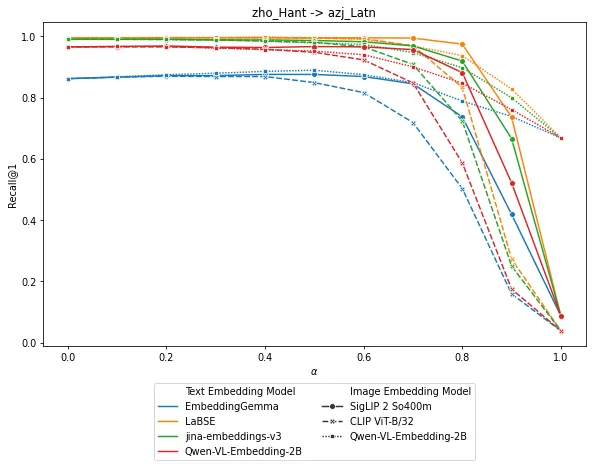 zho_Hant -> azj_Latn
Recall@1
1.0
0.8
0.6
0.4
0.2
0.0
0.0 0.2 0.4 0.6 0.8 1.0
α
Text Embedding Model
EmbeddingGemma
LaBSE
jina-embeddings-v3
Qwen-VL-Embedding-2B
Image Embedding Model
SigLIP 2 So400m
CLIP ViT-B/32
Qwen-VL-Embedding-2B